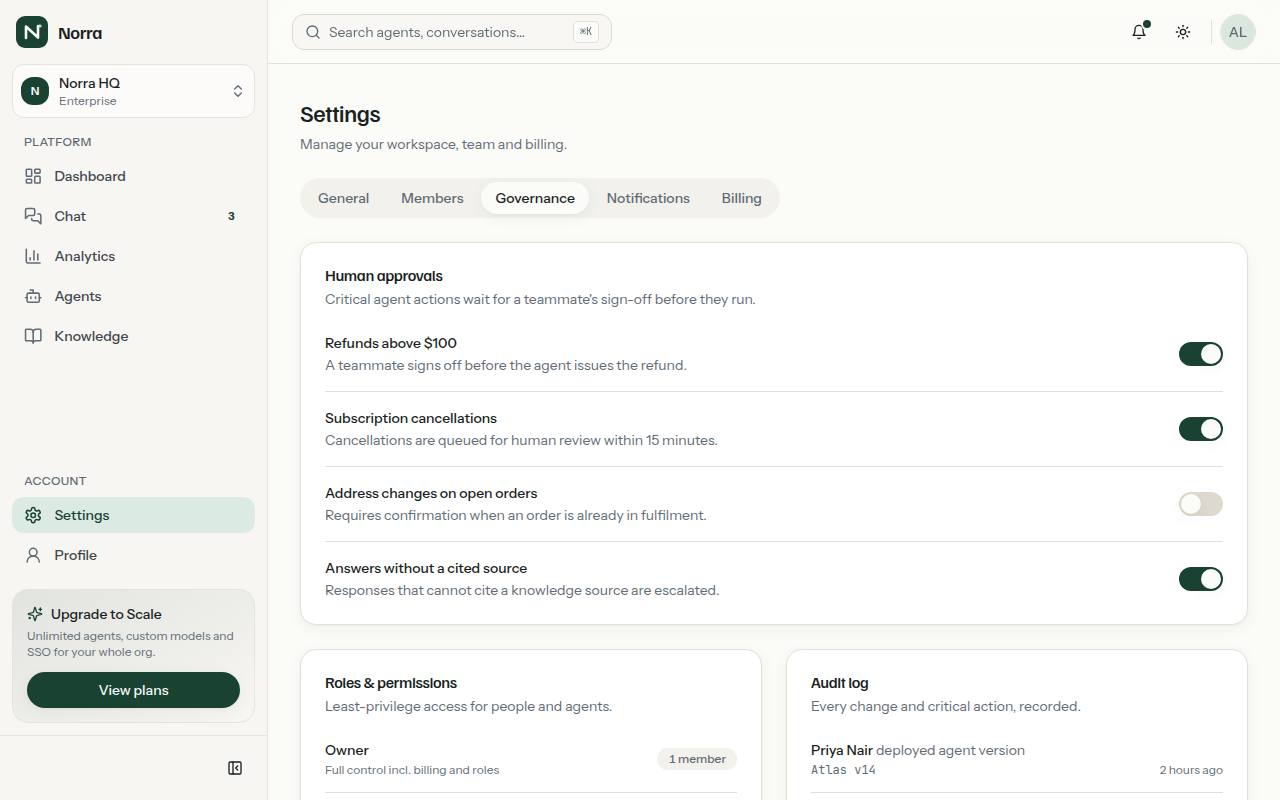 Norra
N
Norra HQ
Enterprise
PLATFORM
Dashboard
Chat
3
Analytics
Agents
Knowledge
ACCOUNT
Settings
Profile
Upgrade to Scale
Unlimited agents, custom models and
SSO for your whole org.
View plans
Search agents, conversations...
⌘K
AL
Settings
Manage your workspace, team and billing.
General
Members
Governance
Notifications
Billing
Human approvals
Critical agent actions wait for a teammate's sign-off before they run.
Refunds above $100
A teammate signs off before the agent issues the refund.
Subscription cancellations
Cancellations are queued for human review within 15 minutes.
Address changes on open orders
Requires confirmation when an order is already in fulfilment.
Answers without a cited source
Responses that cannot cite a knowledge source are escalated.
Roles & permissions
Least-privilege access for people and agents.
Owner
Full control incl. billing and roles
1 member
Audit log
Every change and critical action, recorded.
Priya Nair deployed agent version
Atlas v14
2 hours ago